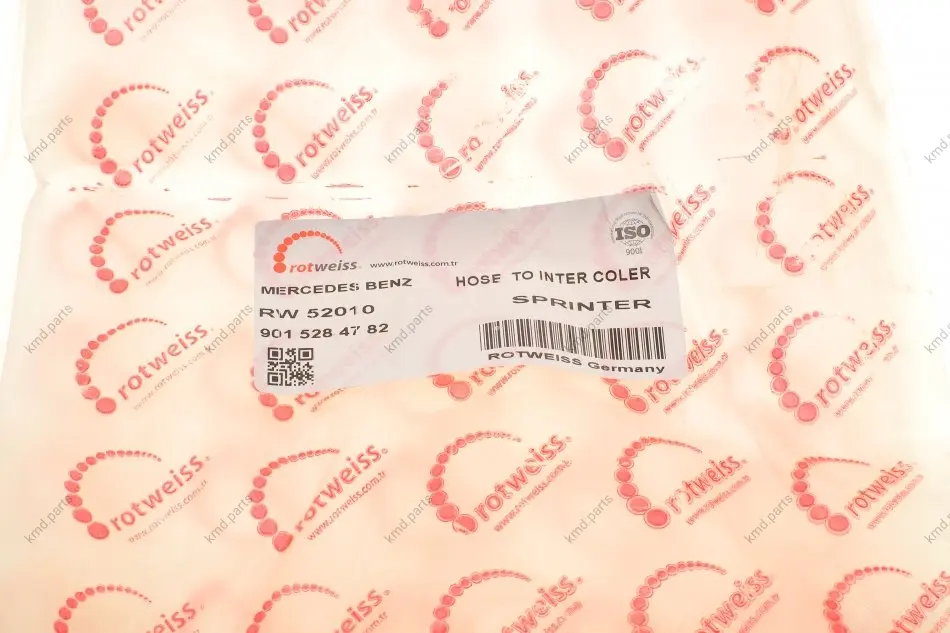 rotweiss® www.rotweiss.com.tr
ISO
9001
MERCEDES BENZ
HOSE TO INTER COLER
RW 52010
SPRINTER
901 528 47 82
ROTWEISS Germany
rotweiss®
www.rotweiss.com.tr
kmd.parts